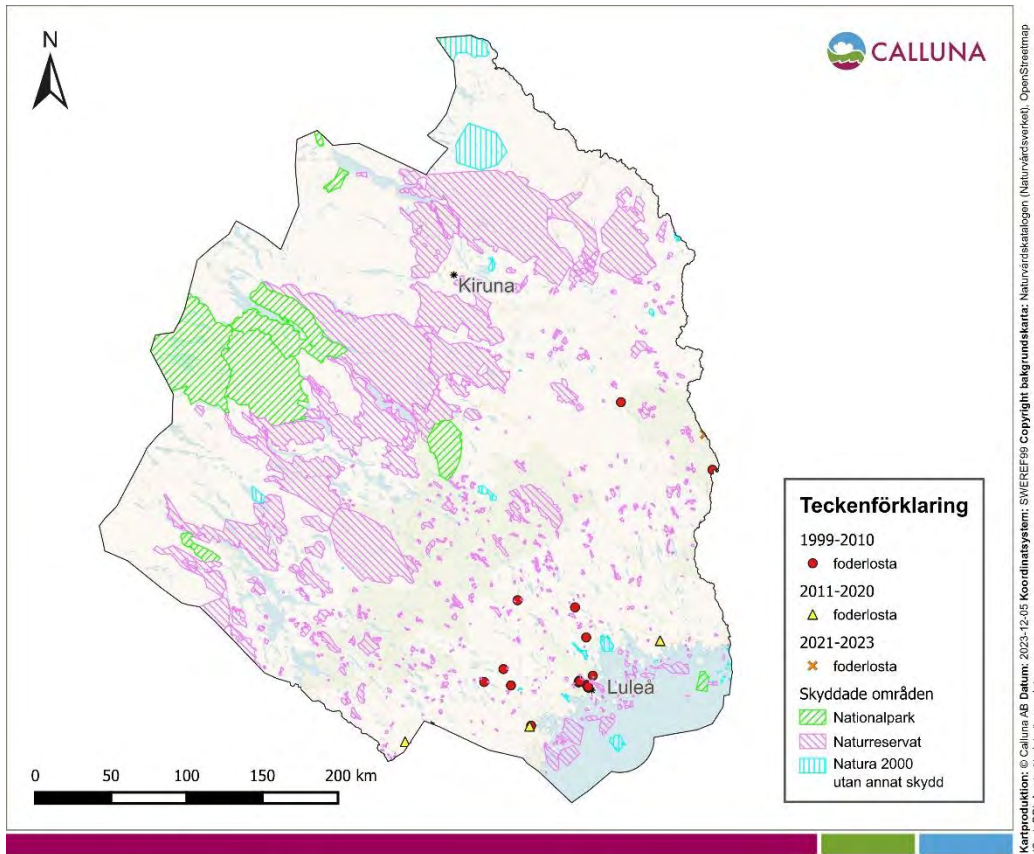 N
CALLUNA
Kiruna
Luleå
Teckenförklaring
1999-2010
foderlosta
2011-2020
foderlosta
2021-2023
foderlosta
Skyddade områden
Nationalpark
Naturreservat
Natura 2000
utan annat skydd
0 50 100 150 200 km
Kartproduktion: © Calluna AB Datum: 2023-12-05 Koordinatsystem: SWEREF99 Copyright bakgrundskarta: Naturvårdskatalogen (Naturvårdsverket), OpenStreetmap